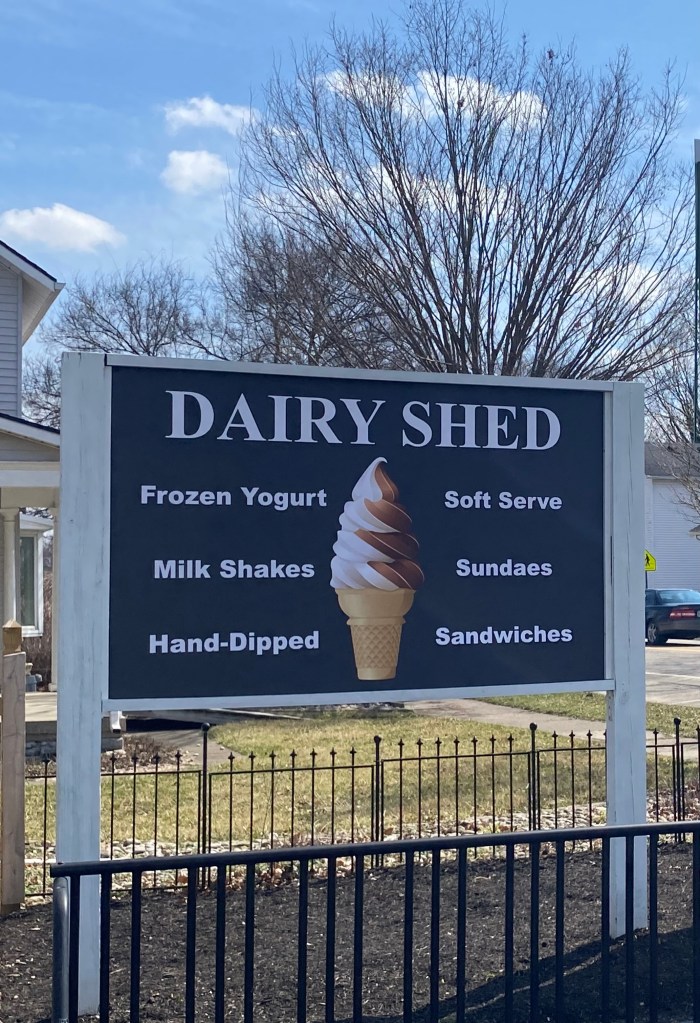 DAIRY SHED
Frozen Yogurt
Milk Shakes
Hand-Dipped
Soft Serve
Sundaes
Sandwiches